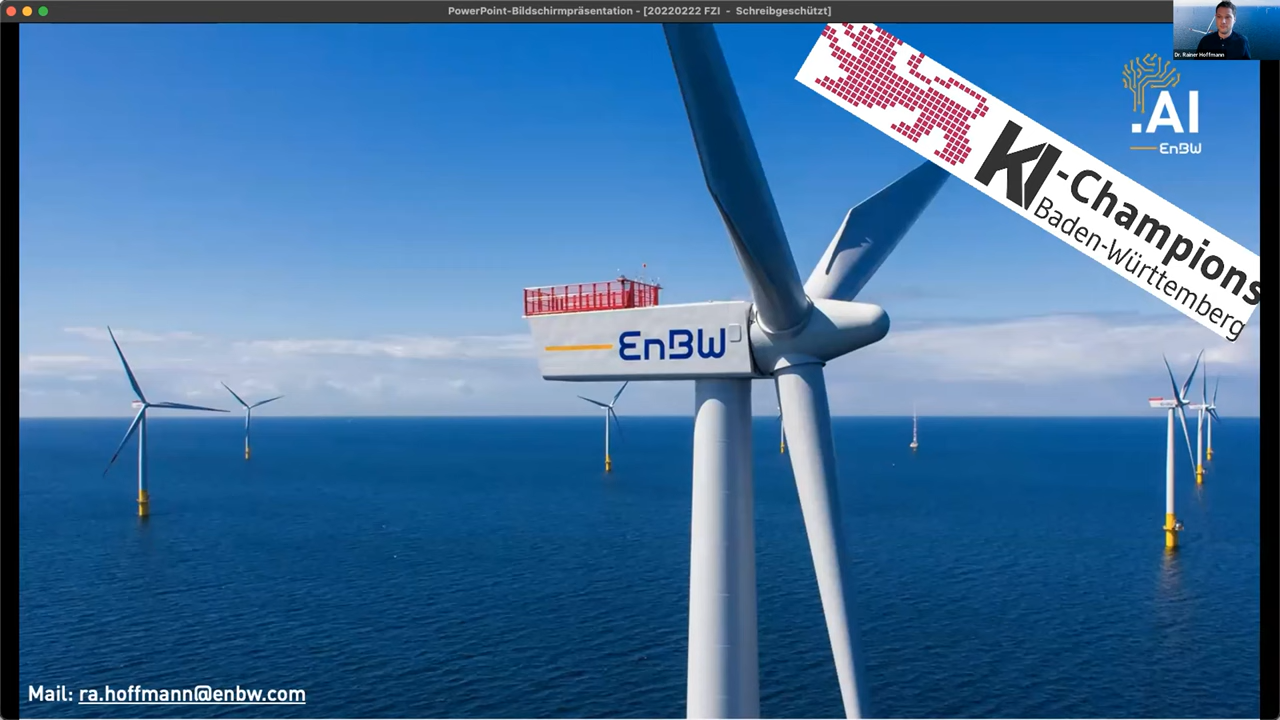 PowerPoint-Bildschirmpräsentation - [20220222 FZI - Schreibgeschützt]
Dr. Rainer Hoffmann
.AI
EnBW
KI-Champions
Baden-Württemberg
EnBW
Mail: ra.hoffmann@enbw.com